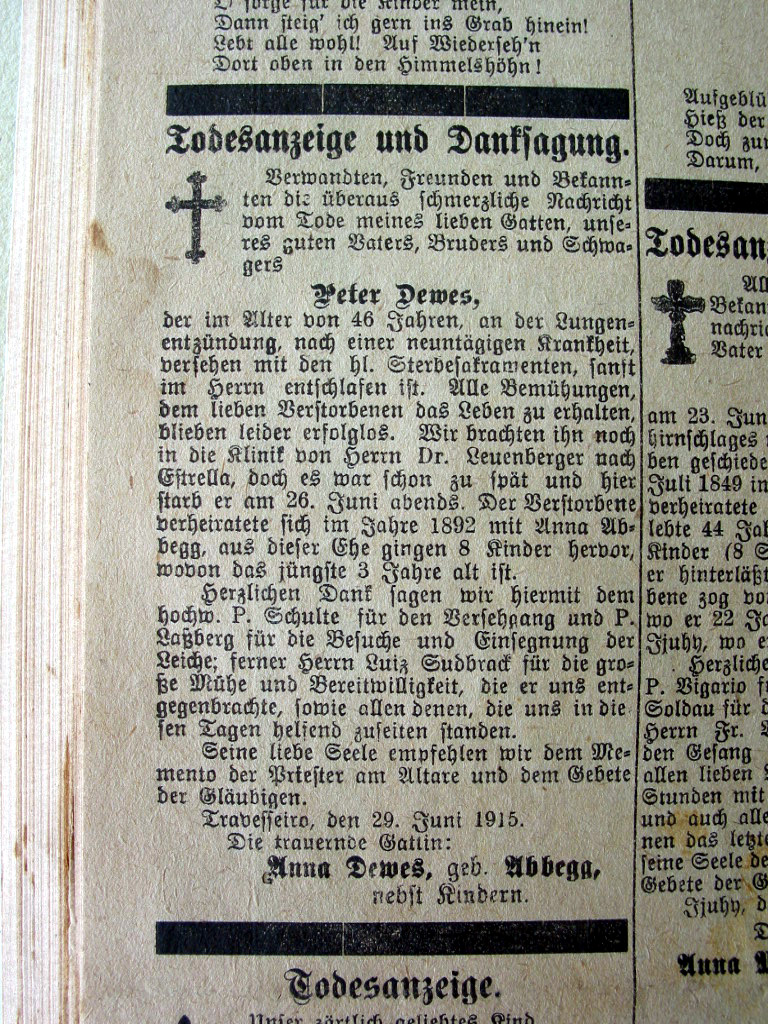 O sorge für die Kinder mein,
Dann steig' ich gern ins Grab hinein!
Lebt alle wohl! Auf Wiederseh'n
Dort oben in den Himmelshöhn!
Todesanzeige und Danksagung.
Verwandten, Freunden und Bekann-
ten die überaus schmerzliche Nachricht
vom Tode meines lieben Gatten, unse-
res guten Vaters, Bruders und Schwa-
gers
Peter Dewes,
der im Alter von 46 Jahren, an der Lungen-
entzündung, nach einer neuntägigen Krankheit,
versehen mit den hl. Sterbesakramenten, sanft
im Herrn entschlafen ist. Alle Bemühungen,
dem lieben Verstorbenen das Leben zu erhalten,
blieben leider erfolglos. Wir brachten ihn noch
in die Klinik von Herrn Dr. Leuenberger nach
Estrella, doch es war schon zu spät und hier
starb er am 26. Juni abends. Der Verstorbene
verheiratete sich im Jahre 1892 mit Anna Ab-
begg, aus dieser Ehe gingen 8 Kinder hervor,
wovon das jüngste 3 Jahre alt ist.
Herzlichen Dank sagen wir hiermit dem
hochw. P. Schulte für den Versehgang und P.
Laßberg für die Besuche und Einsegnung der
Leiche; ferner Herrn Luiz Sudbrack für die gro-
ße Mühe und Bereitwilligkeit, die er uns ent-
gegenbrachte, sowie allen denen, die uns in die
sen Tagen helfend zuseiten standen.
Seine liebe Seele empfehlen wir dem Me-
mento der Priester am Altare und dem Gebete
der Gläubigen.
Travesseiro, den 29. Juni 1915.
Die trauernde Gattin:
Anna Dewes, geb. Abbegg,
nebst Kindern.
Todesanzeige.
Unser zärtlich geliebtes Kind
Aufgeblü
Hieß der
Doch zur
Darum,
Todesan
All
Bekan
nachri
Vater
am 23. Jun
hirnschlages
ben geschiede
Juli 1849 in
verheiratete
lebte 44 Ja
Kinder (8 S
er hinterläßt
bene zog vo
wo er 22 Ja
Ijuhy, wo e
Herzliche
P. Vigario f
Soldau für d
Herrn Fr.
den Gesang
allen lieben
Stunden mit
und auch alle
nen das letzt
seine Seele de
Gebete der G
Ijuhy, d
D
Anna